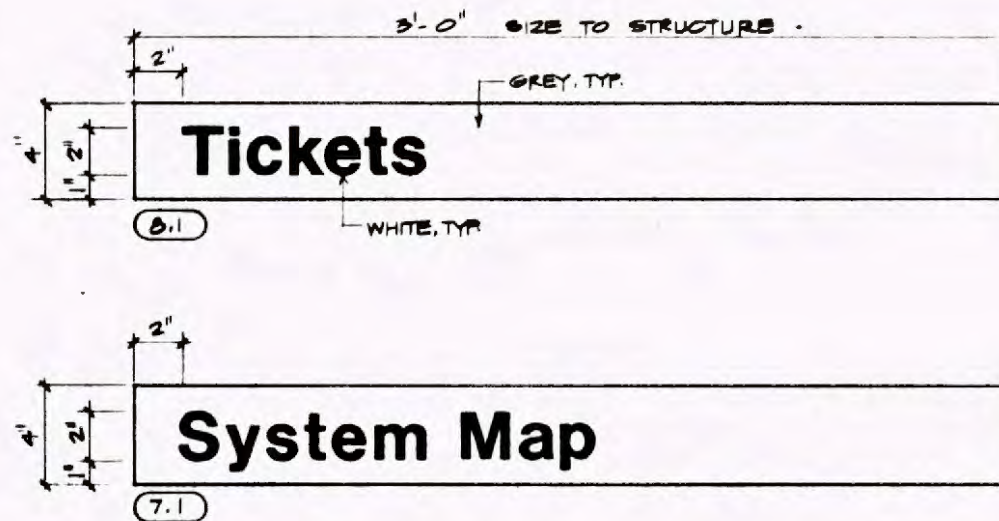 3'-0" SIZE TO STRUCTURE .
2"
GREY, TYP.
4" 2" 1" Tickets
8.1 WHITE, TYP.
2"
4" 2" 1" System Map
7.1